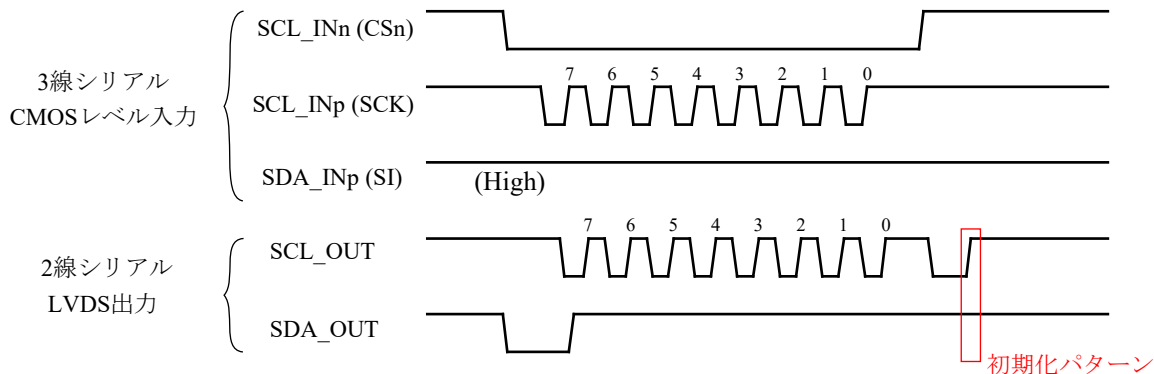 SCL_INn (CSn)
7 6 5 4 3 2 1 0
3線シリアル
CMOSレベル入力
SCL_INp (SCK)
SDA_INp (SI)
(High)
7 6 5 4 3 2 1 0
SCL_OUT
2線シリアル
LVDS出力
SDA_OUT
初期化パターン